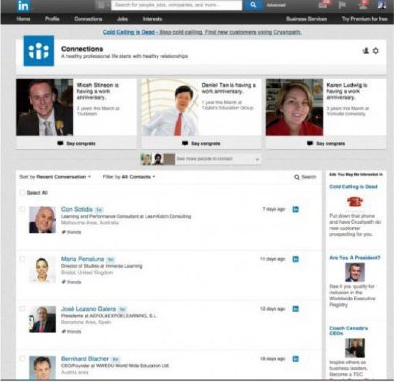 in
Search for people, jobs, companies, and more...
Advanced
Home Profile Connections Jobs Interests
Business Services Try Premium for free
Cold Calling is Dead - Stop cold calling. Find new customers using Crushpath.
Connections
A healthy professional life starts with healthy relationships
Micah Stinson is having a work anniversary.
Say congrats
Daniel Tan is having a work anniversary.
1 year this March at Taylor's Education Group
Say congrats
Karen Ludwig is having a work anniversary.
3 years this March at
Say congrats
See more people to contact
Sort by Recent Conversation
Filter by All Contacts
Search
Select All
Con Sotidis 1st
Learning and Performance Consultant at LearnKotch Consulting
Melbourne Area, Australia
friends
7 days ago
Maria Penaluna 1st
Director of Studies at Immerse Learning
Bristol, United Kingdom
friends
11 days ago
José Lozano Galera 1st
Barcelona Area, Spain
friends
12 days ago
Bernhard Blacher 1st
CEO/Founder at WWEDU World Wide Education Ltd.
Austria area
18 days ago
Ads You May Be Interested In
Cold Calling is Dead
Put down that phone
and have Crushpath do
new customer
prospecting for you.
Are You A President?
See if you qualify for
inclusion in the
Worldwide Executive
Registry
Coach Canada's
CEOs
Inspire others as
business leaders.
Become a TEC